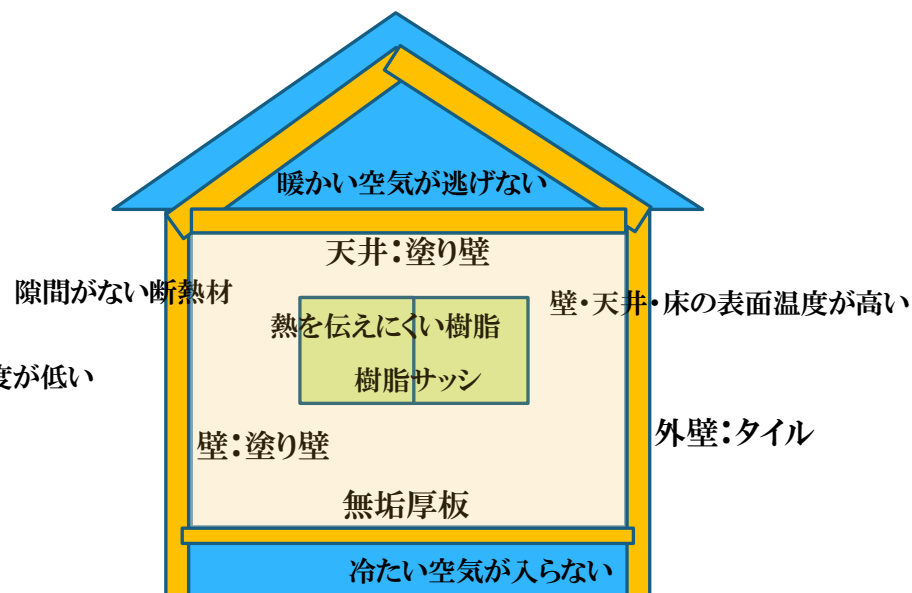 暖かい空気が逃げない
天井：塗り壁
隙間がない断熱材
壁・天井・床の表面温度が高い
熱を伝えにくい樹脂
度が低い
樹脂サッシ
外壁：タイル
壁：塗り壁
無垢厚板
冷たい空気が入らない